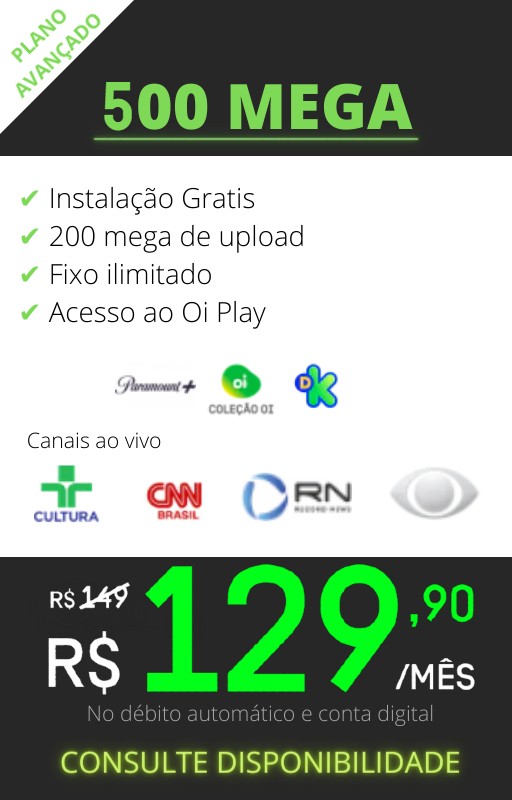 PLANO
AVANÇADO
500 MEGA
✔ Instalação Gratis
✔ 200 mega de upload
✔ Fixo ilimitado
✔ Acesso ao Oi Play
Paramount+
oi
COLEÇÃO OI
DK
Canais ao vivo
CULTURA
CNN
BRASIL
RN
RECORD NEWS
R$ 149
R$ 129,90
/MÊS
No débito automático e conta digital
CONSULTE DISPONIBILIDADE